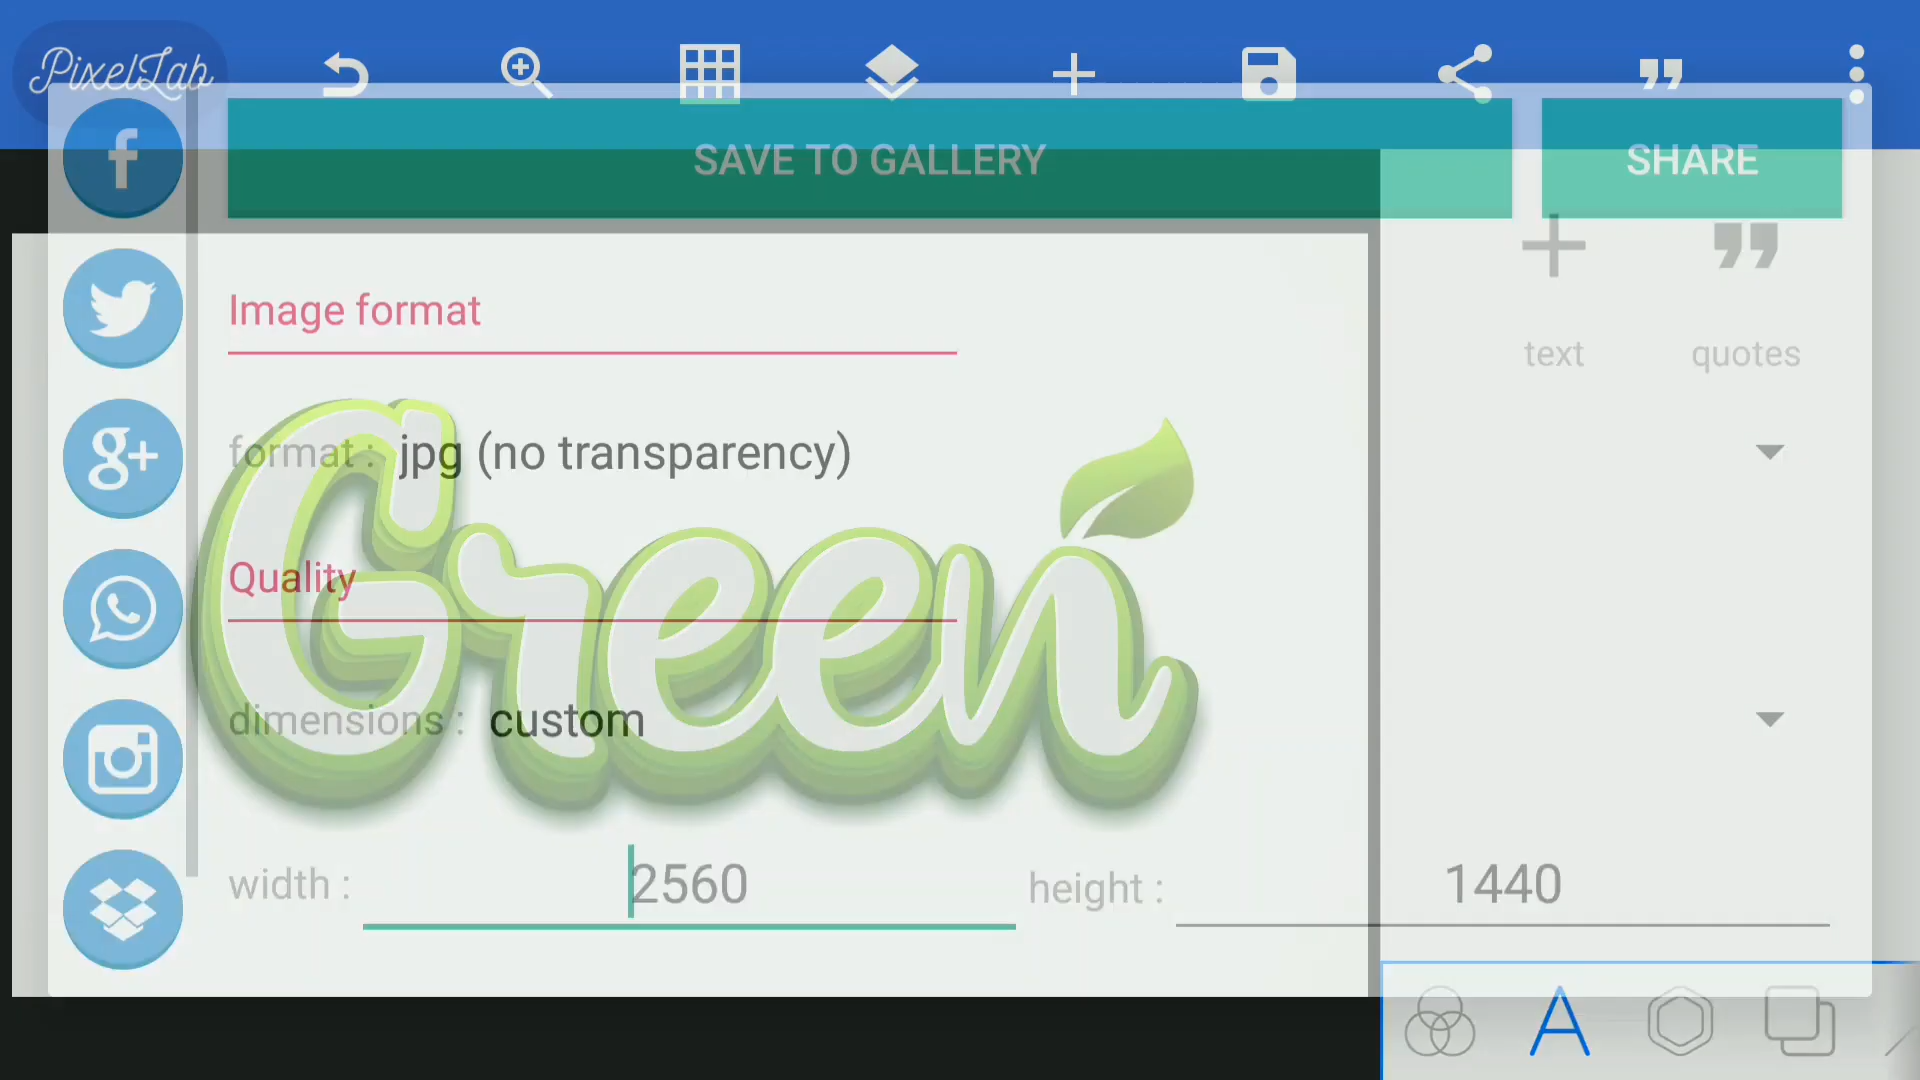 PixelLab
SAVE TO GALLERY
SHARE
Image format
text
quotes
format : jpg (no transparency)
Green
Quality
dimensions : custom
width : 2560
height : 1440